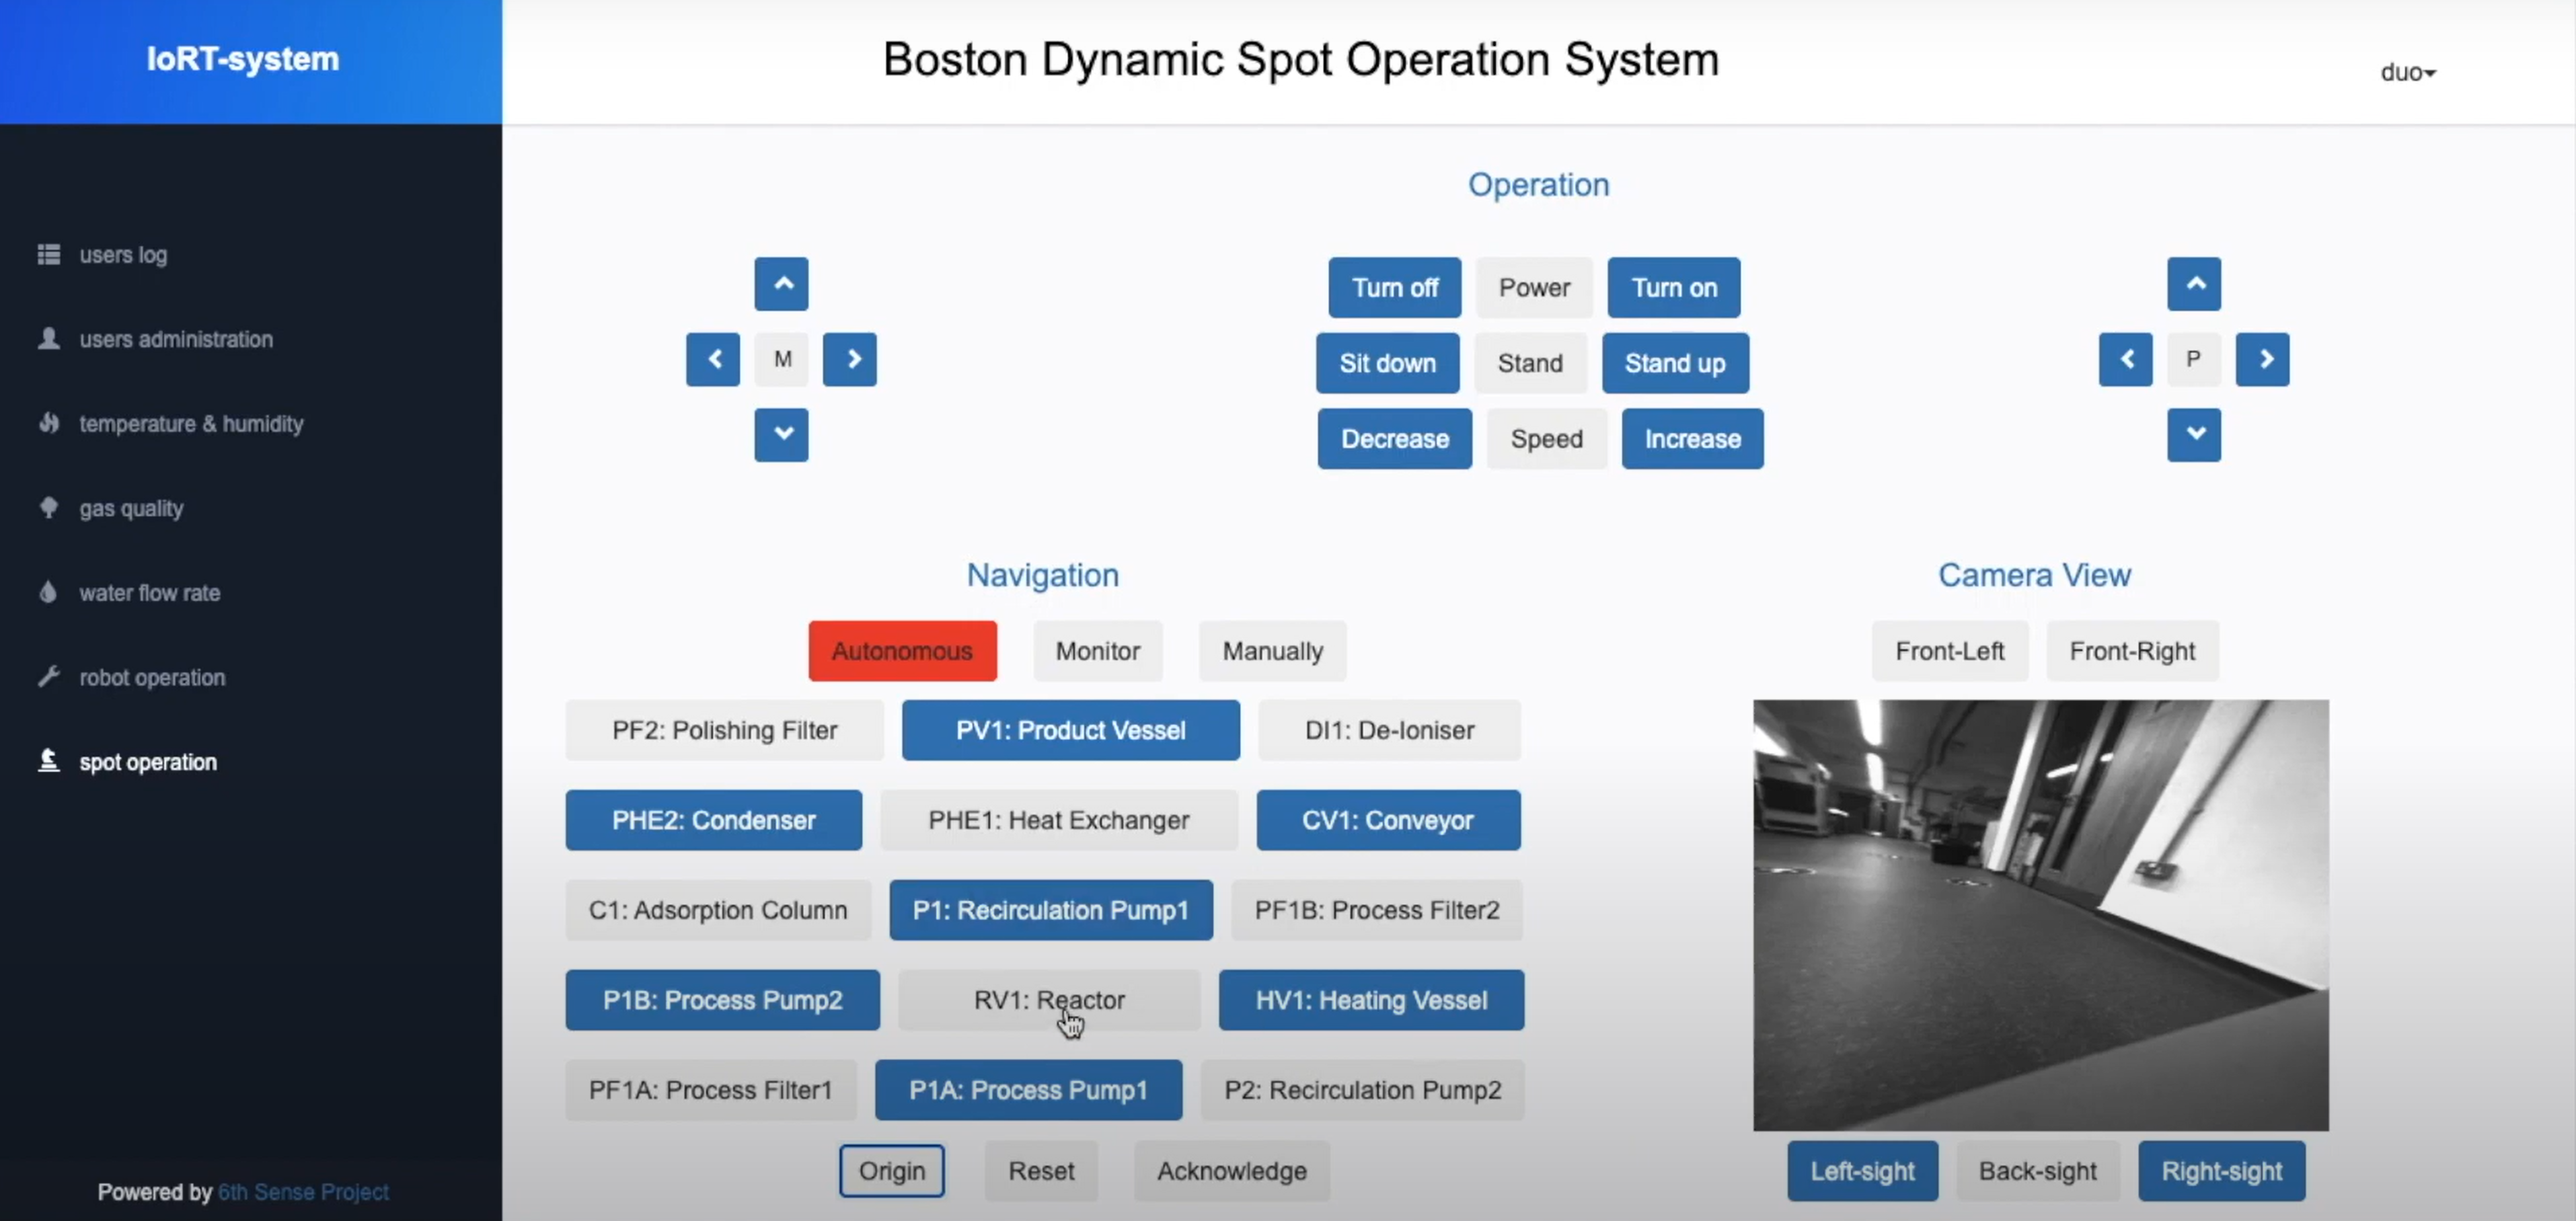 IoRT-system
Boston Dynamic Spot Operation System
duo
users log
users administration
temperature & humidity
gas quality
water flow rate
robot operation
spot operation
Powered by 6th Sense Project
Operation
M
Turn off Power Turn on
Sit down Stand Stand up
Decrease Speed Increase
P
Navigation
Autonomous Monitor Manually
PF2: Polishing Filter PV1: Product Vessel DI1: De-Ioniser
PHE2: Condenser PHE1: Heat Exchanger CV1: Conveyor
C1: Adsorption Column P1: Recirculation Pump1 PF1B: Process Filter2
P1B: Process Pump2 RV1: Reactor HV1: Heating Vessel
PF1A: Process Filter1 P1A: Process Pump1 P2: Recirculation Pump2
Origin Reset Acknowledge
Camera View
Front-Left Front-Right
Left-sight Back-sight Right-sight